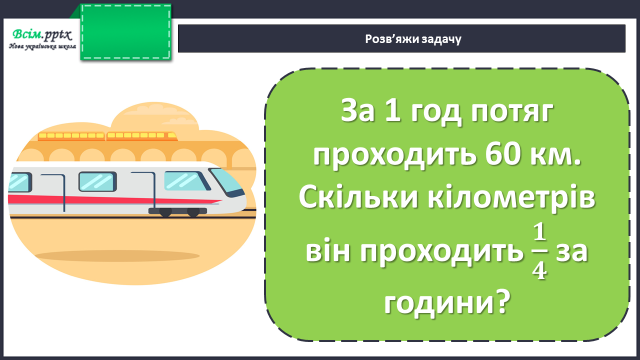 Всім.pptx
Нова українська школа
Розв’яжи задачу
За 1 год потяг
проходить 60 км.
Скільки кілометрів
він проходить 1/4 за
години?